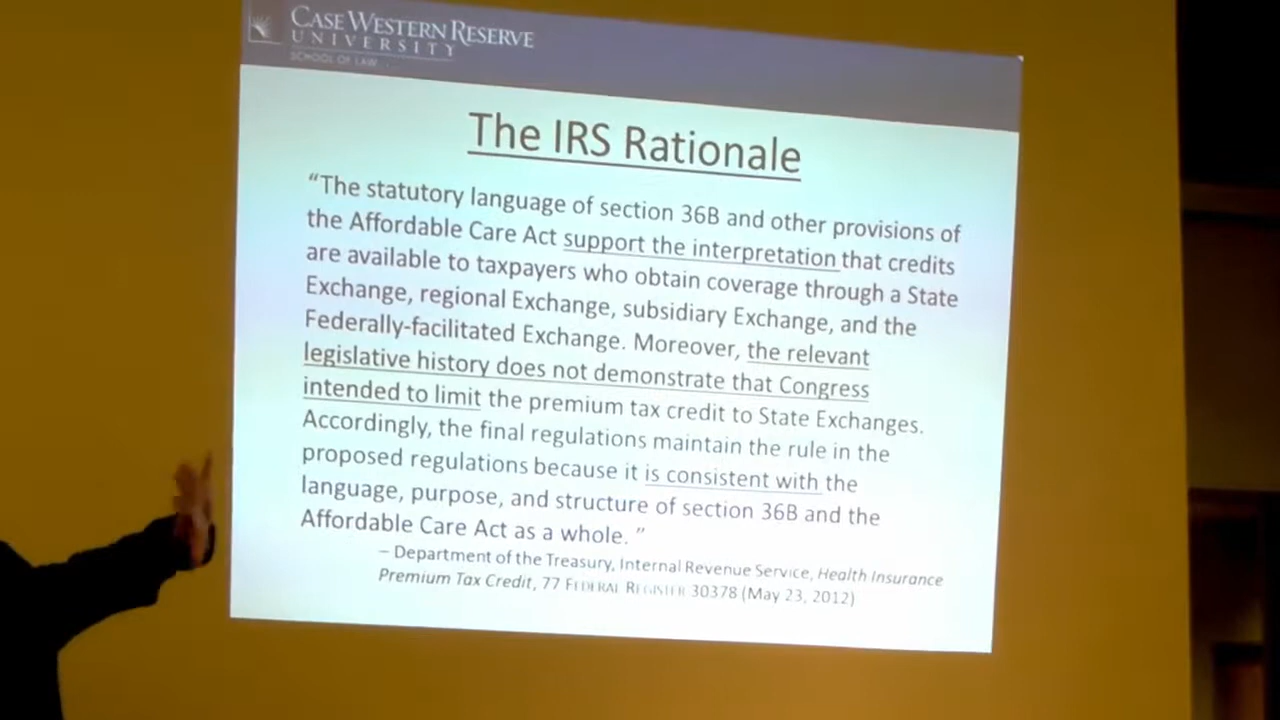 CASE WESTERN RESERVE
UNIVERSITY
SCHOOL OF LAW
The IRS Rationale
“The statutory language of section 36B and other provisions of
the Affordable Care Act support the interpretation that credits
are available to taxpayers who obtain coverage through a State
Exchange, regional Exchange, subsidiary Exchange, and the
Federally-facilitated Exchange. Moreover, the relevant
legislative history does not demonstrate that Congress
intended to limit the premium tax credit to State Exchanges.
Accordingly, the final regulations maintain the rule in the
proposed regulations because it is consistent with the
language, purpose, and structure of section 36B and the
Affordable Care Act as a whole. ”
– Department of the Treasury, Internal Revenue Service, Health Insurance
Premium Tax Credit, 77 FEDERAL REGISTER 30378 (May 23, 2012)